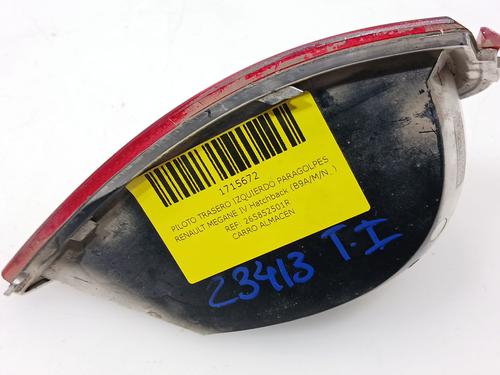 1715672
PILOTO TRASERO IZQUIERDO PARAGOLPES
RENAULT MEGANE IV Hatchback (B9A/M/N_)
REF. 265852501R
CARRO ALMACEN
23413 T.I